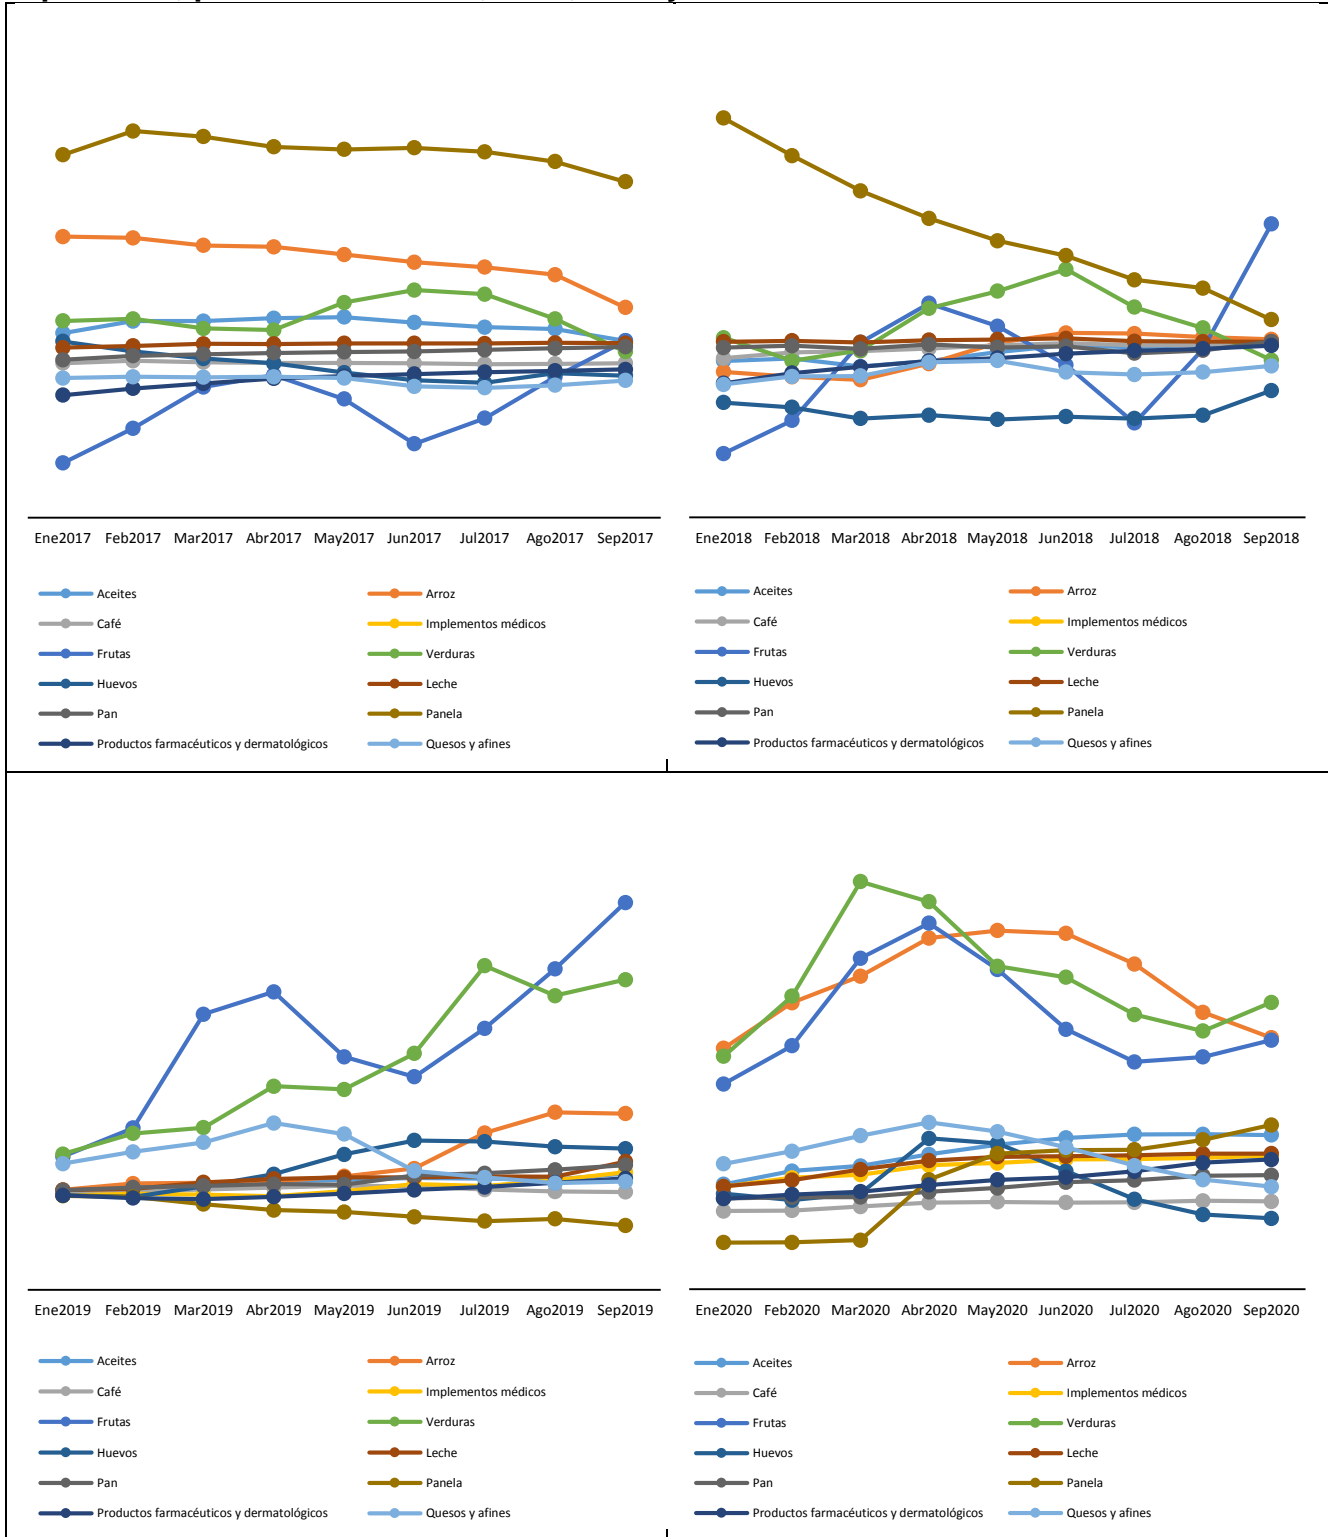 Ene2017 Feb2017 Mar2017 Abr2017 May2017 Jun2017 Jul2017 Ago2017 Sep2017
Aceites Arroz
Café Implementos médicos
Frutas Verduras
Huevos Leche
Pan Panela
Productos farmacéuticos y dermatológicos Quesos y afines
Ene2018 Feb2018 Mar2018 Abr2018 May2018 Jun2018 Jul2018 Ago2018 Sep2018
Aceites Arroz
Café Implementos médicos
Frutas Verduras
Huevos Leche
Pan Panela
Productos farmacéuticos y dermatológicos Quesos y afines
Ene2019 Feb2019 Mar2019 Abr2019 May2019 Jun2019 Jul2019 Ago2019 Sep2019
Aceites Arroz
Café Implementos médicos
Frutas Verduras
Huevos Leche
Pan Panela
Productos farmacéuticos y dermatológicos Quesos y afines
Ene2020 Feb2020 Mar2020 Abr2020 May2020 Jun2020 Jul2020 Ago2020 Sep2020
Aceites Arroz
Café Implementos médicos
Frutas Verduras
Huevos Leche
Pan Panela
Productos farmacéuticos y dermatológicos Quesos y afines